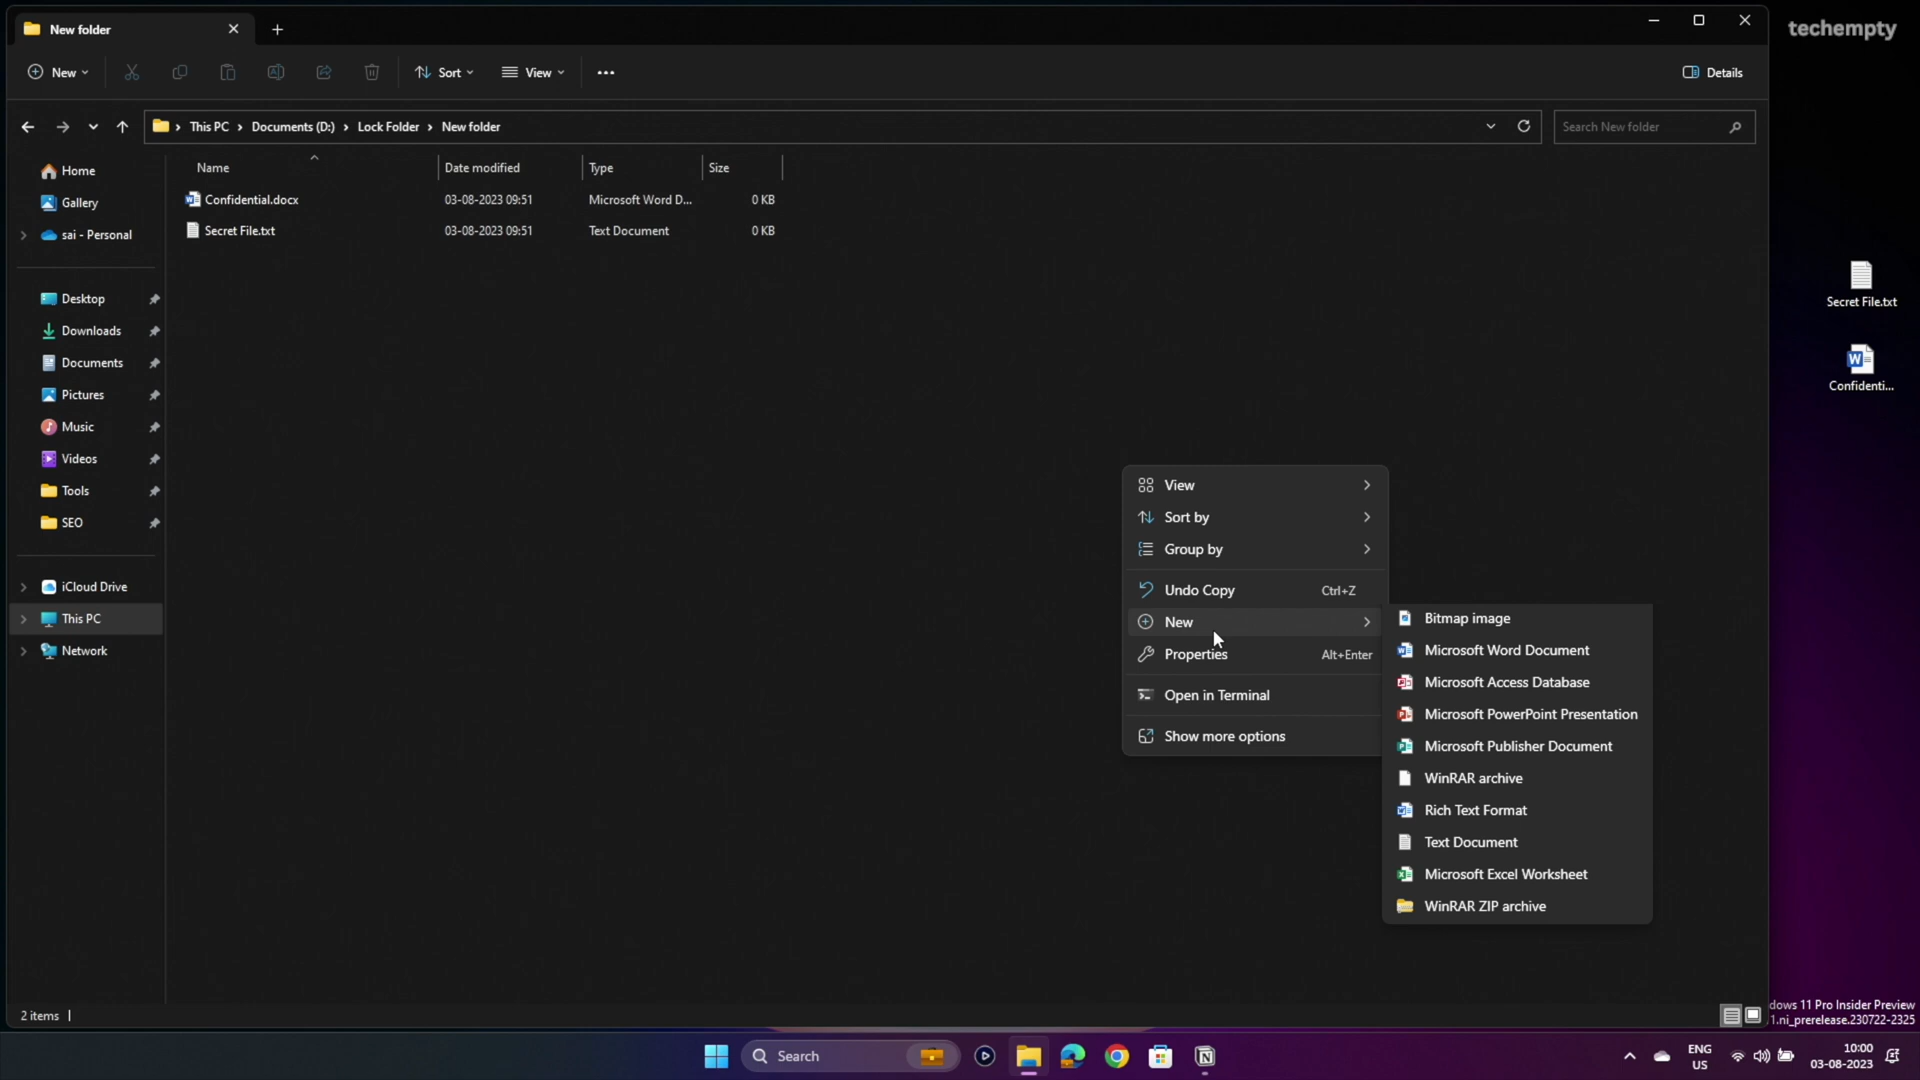 New folder
techempty
New
Sort
View
Details
This PC
Documents (D:)
Lock Folder
New folder
Search New folder
Name
Date modified
Type
Size
Confidential.docx
03-08-2023 09:51
Microsoft Word D...
0 KB
Secret File.txt
03-08-2023 09:51
Text Document
0 KB
Home
Gallery
sai - Personal
Desktop
Downloads
Documents
Pictures
Music
Videos
Tools
SEO
iCloud Drive
This PC
Network
Secret File.txt
Confidenti...
View
Sort by
Group by
Undo Copy Ctrl+Z
New
Properties Alt+Enter
Open in Terminal
Show more options
Bitmap image
Microsoft Word Document
Microsoft Access Database
Microsoft PowerPoint Presentation
Microsoft Publisher Document
WinRAR archive
Rich Text Format
Text Document
Microsoft Excel Worksheet
WinRAR ZIP archive
2 items
dows 11 Pro Insider Preview
1.ni_prerelease.230722-2325
Search
ENG
US
10:00
03-08-2023